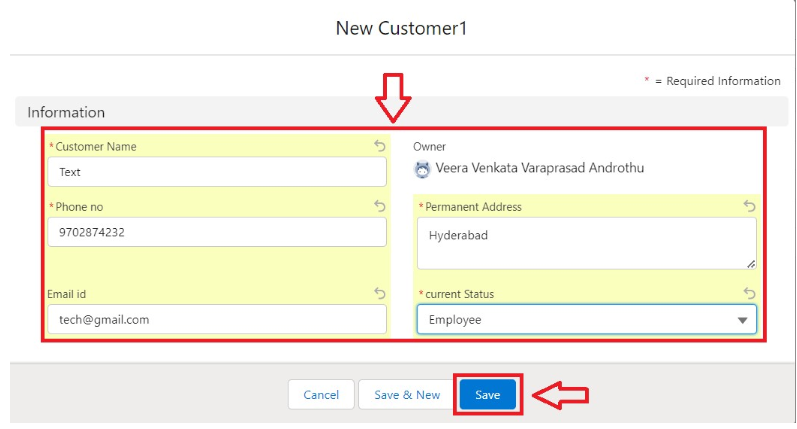 New Customer1
* = Required Information
Information
* Customer Name
Text
Owner
Veera Venkata Varaprasad Androthu
* Phone no
9702874232
* Permanent Address
Hyderabad
Email id
tech@gmail.com
* current Status
Employee
Cancel
Save & New
Save